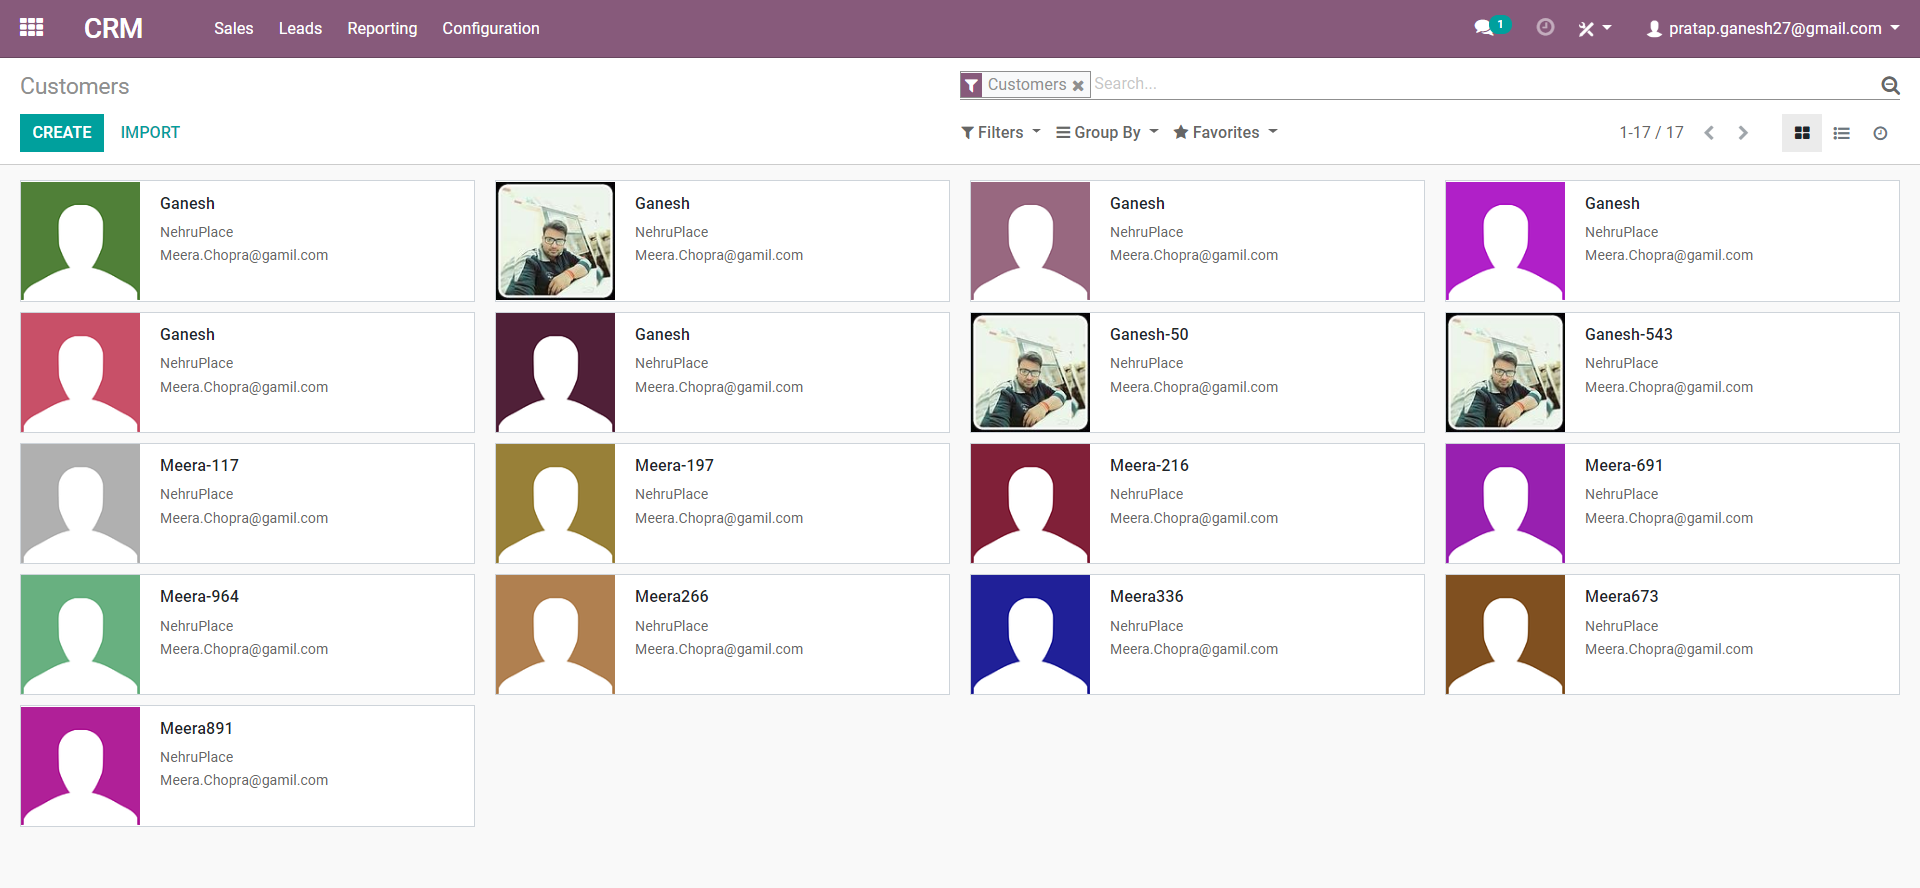 CRM Sales Leads Reporting Configuration 1 pratap.ganesh27@gmail.com
Customers
Customers Search...
CREATE IMPORT
Filters Group By Favorites 1-17 / 17
Ganesh
NehruPlace
Meera.Chopra@gamil.com
Ganesh
NehruPlace
Meera.Chopra@gamil.com
Ganesh
NehruPlace
Meera.Chopra@gamil.com
Ganesh
NehruPlace
Meera.Chopra@gamil.com
Ganesh
NehruPlace
Meera.Chopra@gamil.com
Ganesh
NehruPlace
Meera.Chopra@gamil.com
Ganesh-50
NehruPlace
Meera.Chopra@gamil.com
Ganesh-543
NehruPlace
Meera.Chopra@gamil.com
Meera-117
NehruPlace
Meera.Chopra@gamil.com
Meera-197
NehruPlace
Meera.Chopra@gamil.com
Meera-216
NehruPlace
Meera.Chopra@gamil.com
Meera-691
NehruPlace
Meera.Chopra@gamil.com
Meera-964
NehruPlace
Meera.Chopra@gamil.com
Meera266
NehruPlace
Meera.Chopra@gamil.com
Meera336
NehruPlace
Meera.Chopra@gamil.com
Meera673
NehruPlace
Meera.Chopra@gamil.com
Meera891
NehruPlace
Meera.Chopra@gamil.com